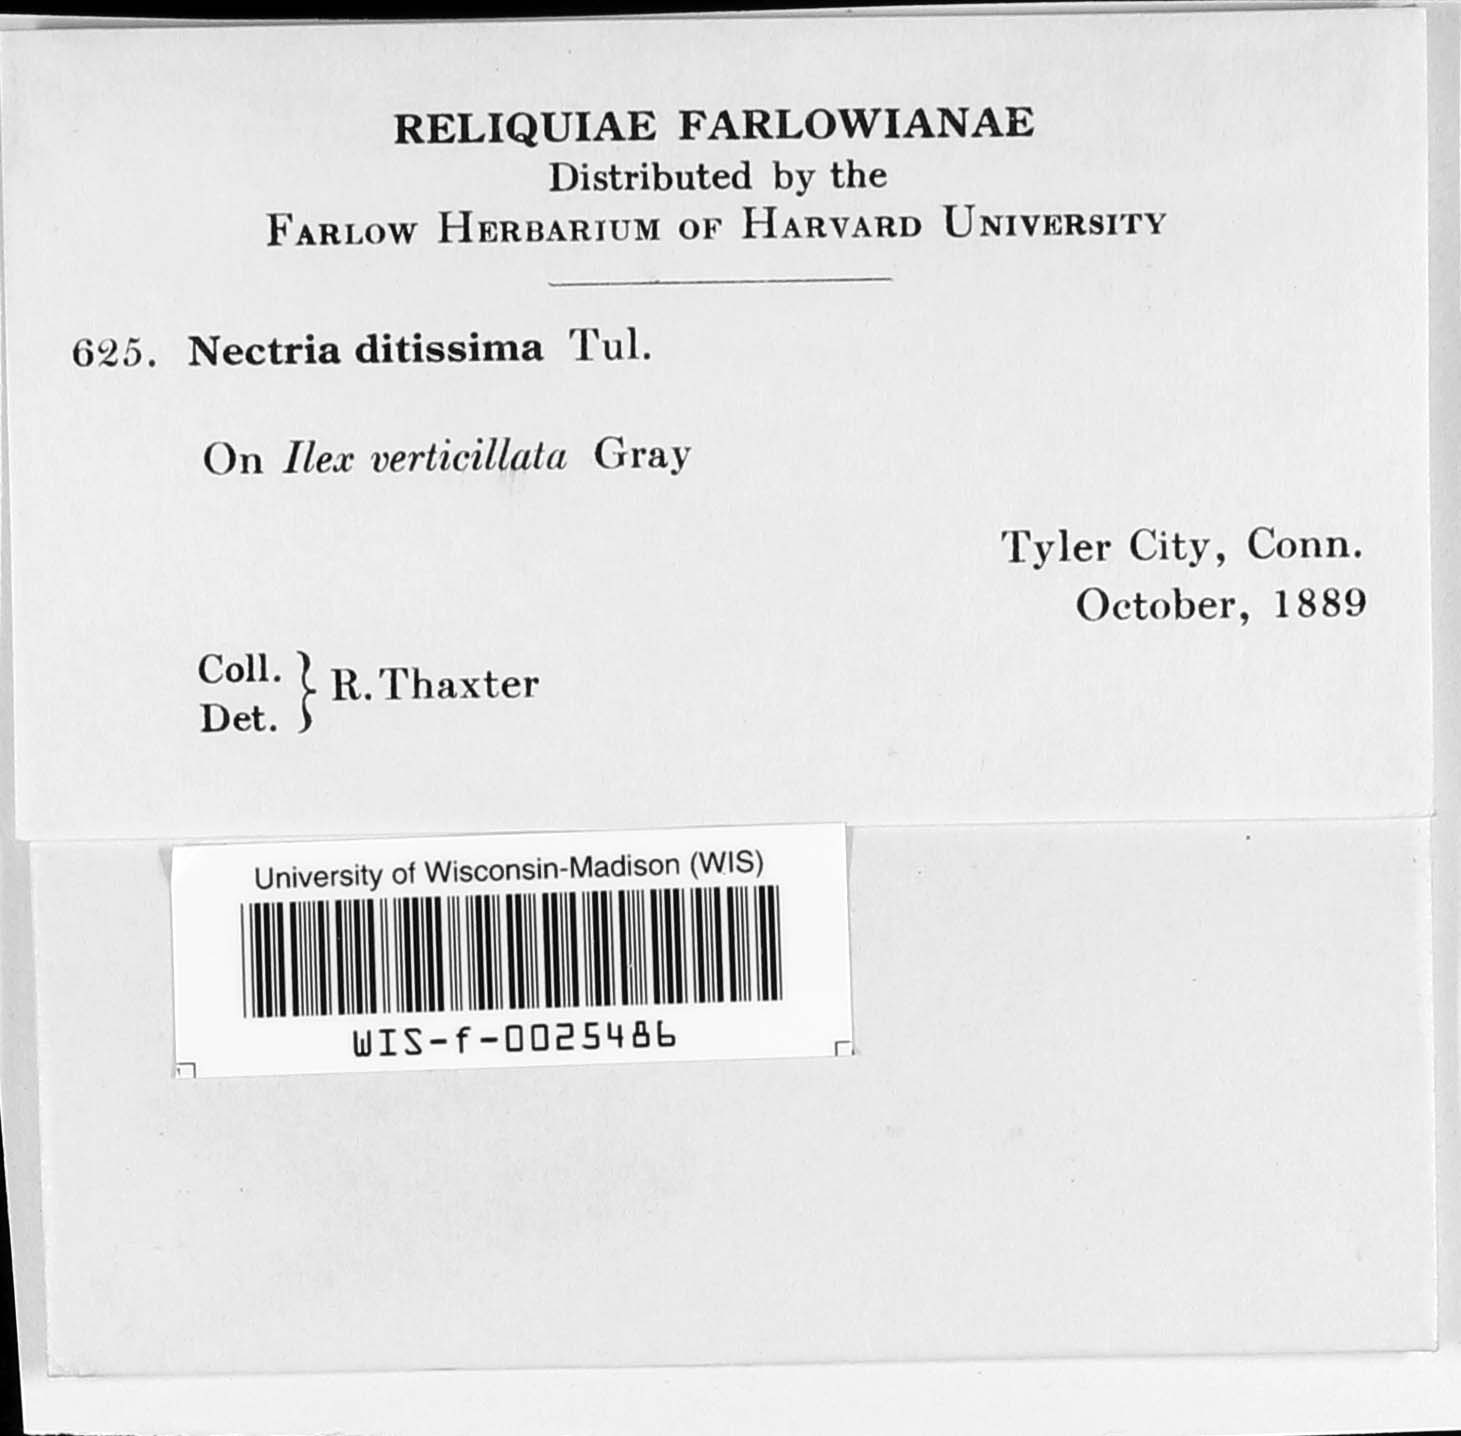 RELIQUIAE FARLOWIANAE
Distributed by the
FARLOW HERBARIUM OF HARVARD UNIVERSITY
625. Nectria ditissima Tul.
On Ilex verticillata Gray
Tyler City, Conn.
October, 1889
Coll.
Det. } R. Thaxter
University of Wisconsin-Madison (WIS)
WIS-f-0025486